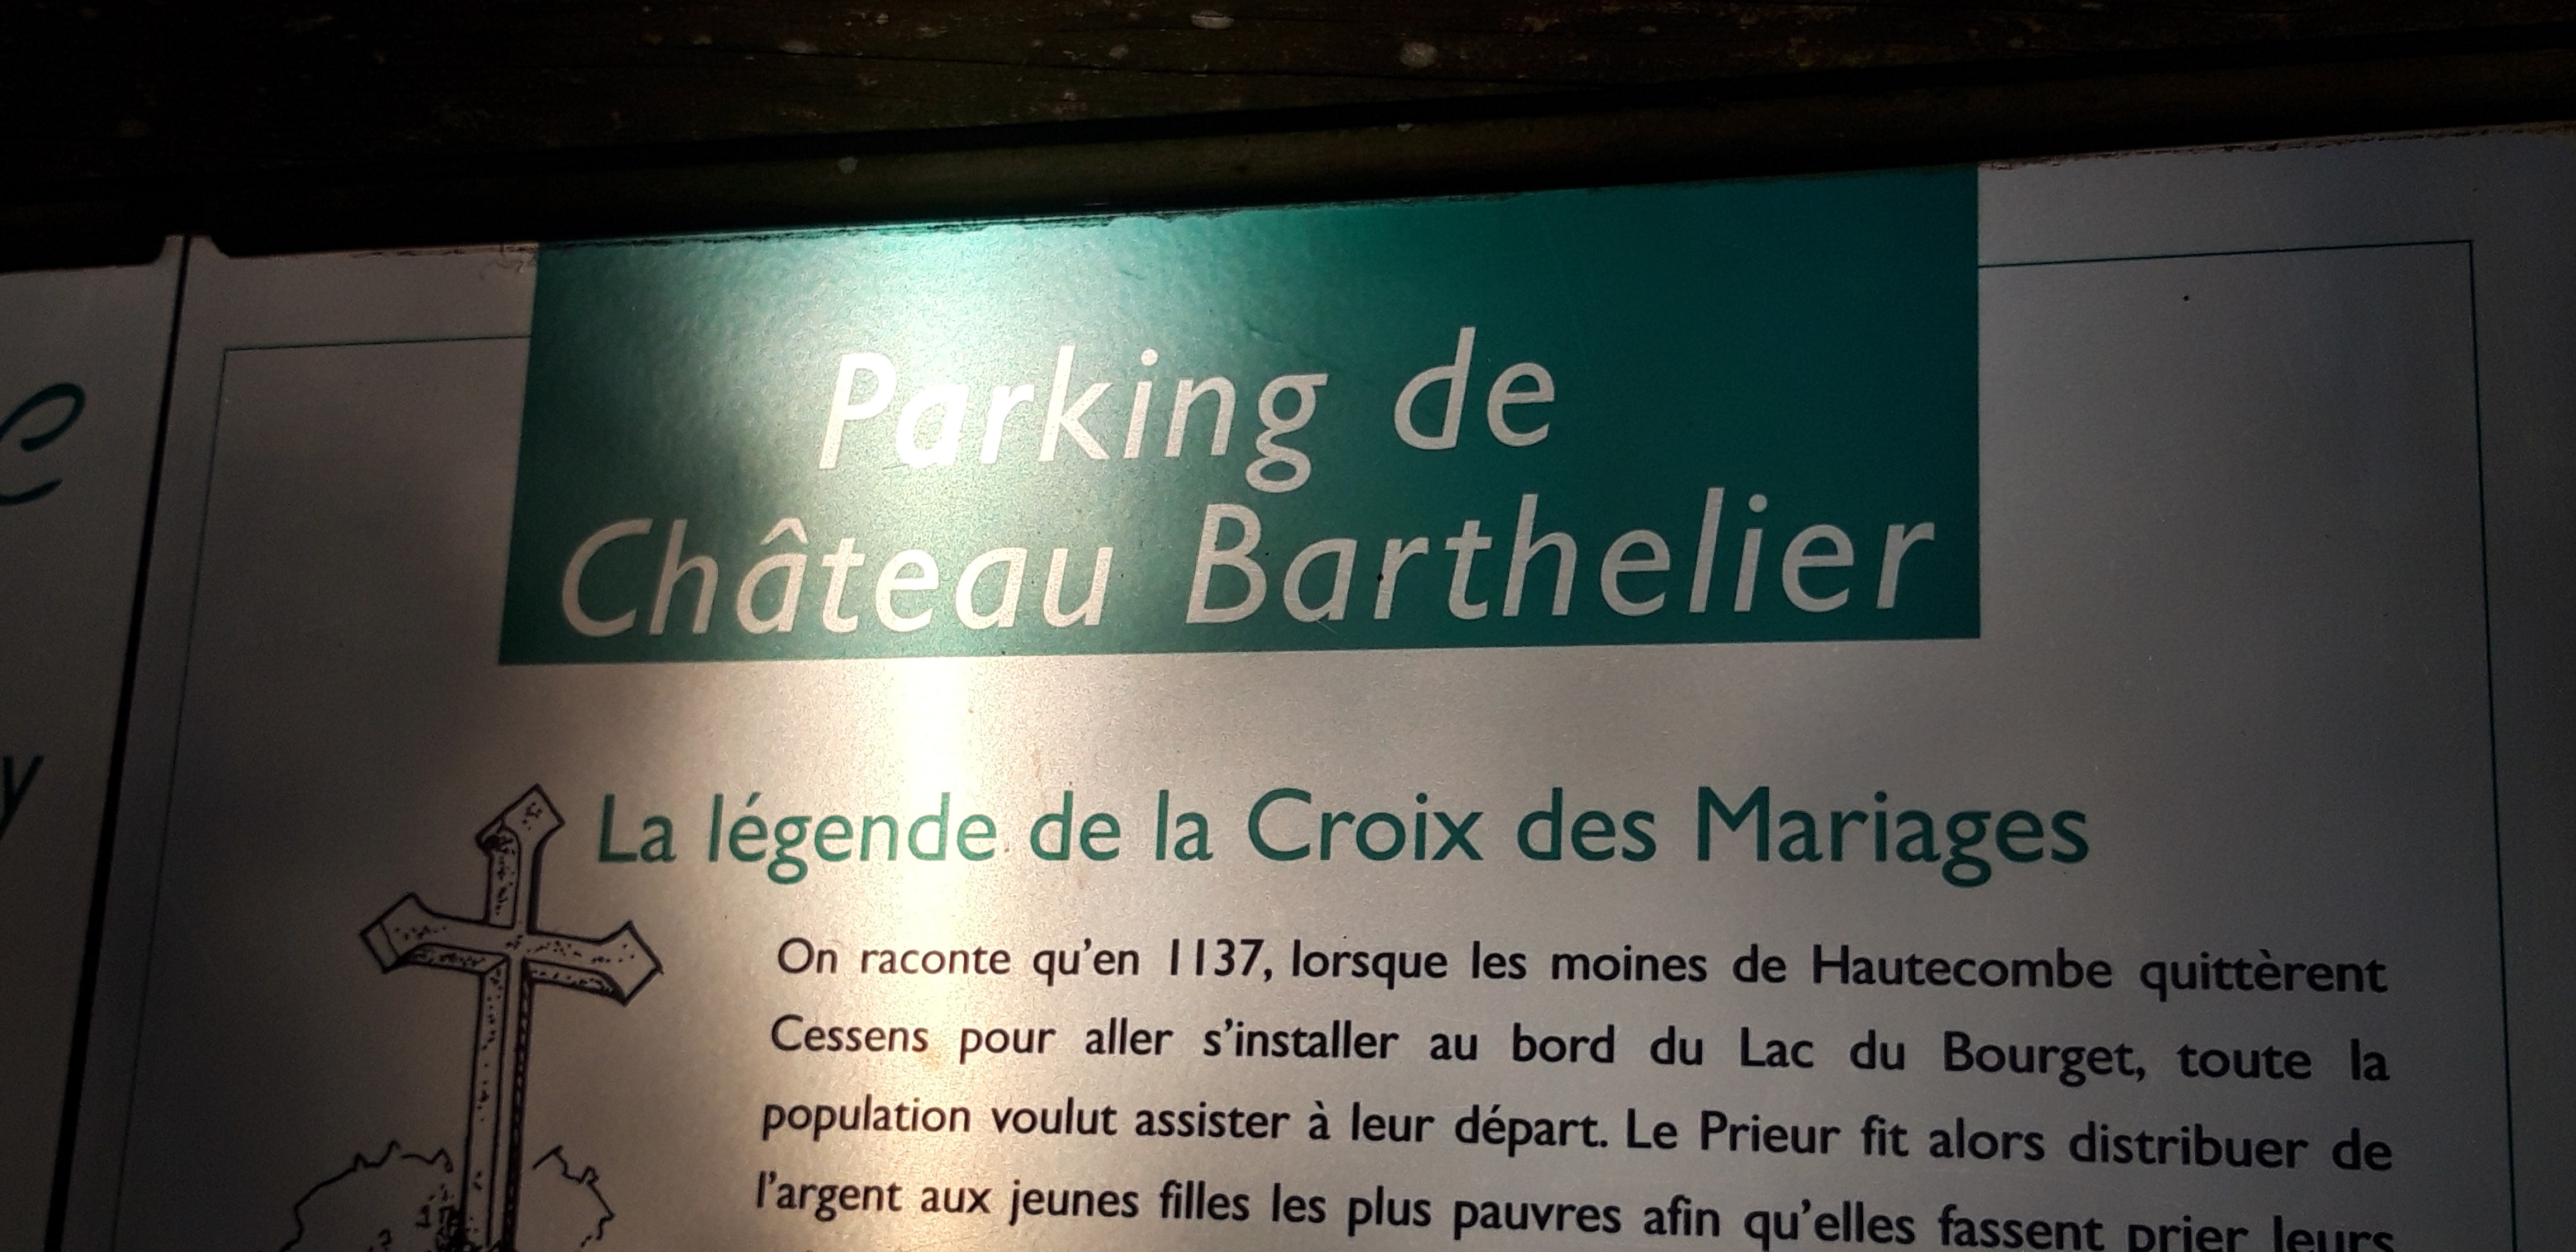 Parking de
Château Barthelier
La légende de la Croix des Mariages
On raconte qu'en 1137, lorsque les moines de Hautecombe quittèrent
Cessens pour aller s'installer au bord du Lac du Bourget, toute la
population voulut assister à leur départ. Le Prieur fit alors distribuer de
l'argent aux jeunes filles les plus pauvres afin qu'elles fassent prier leurs